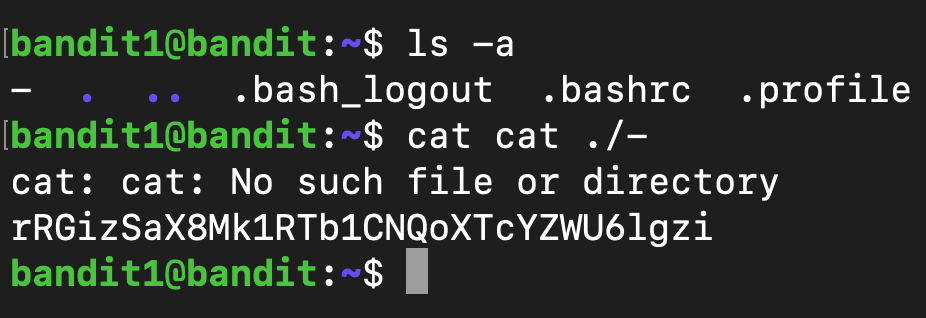 [bandit1@bandit:~$ ls -a
-  .  ..  .bash_logout  .bashrc  .profile
[bandit1@bandit:~$ cat cat ./-
cat: cat: No such file or directory
rRGizSaX8Mk1RTb1CNQoXTcYZWU6lgzi
bandit1@bandit:~$